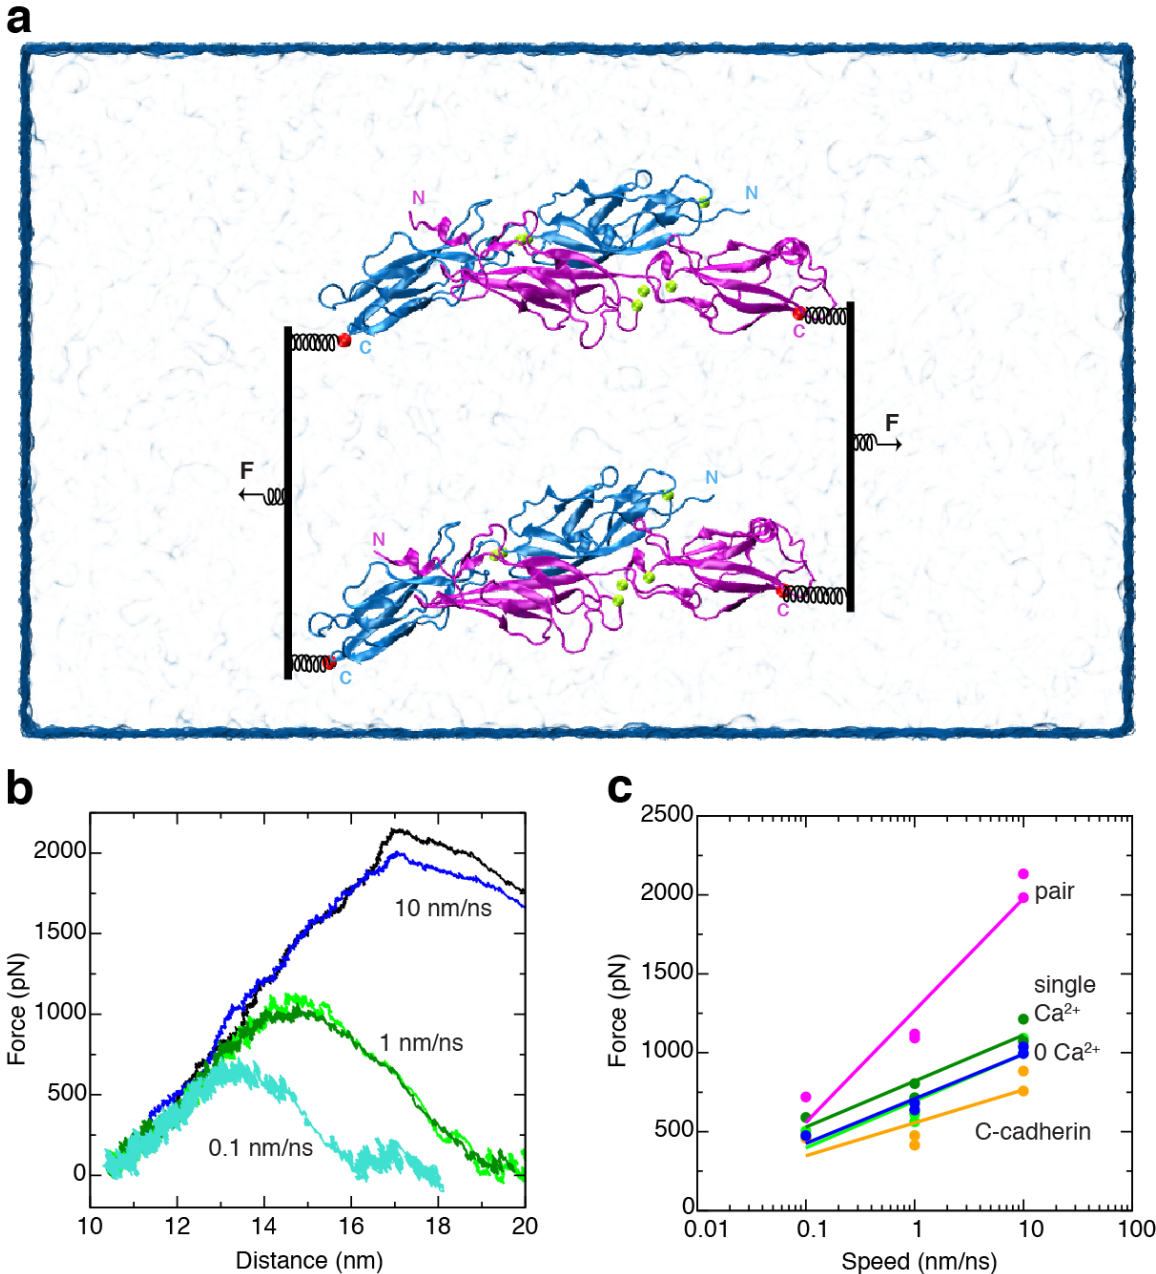 a
N
N
C
C
F
F
N
N
C
C
b
2000
1500
1000
500
0
10
12
14
16
18
20
Force (pN)
Distance (nm)
10 nm/ns
1 nm/ns
0.1 nm/ns
c
2500
2000
1500
1000
500
0
0.01
0.1
1
10
100
Force (pN)
Speed (nm/ns)
pair
single
Ca²⁺
0 Ca²⁺
C-cadherin